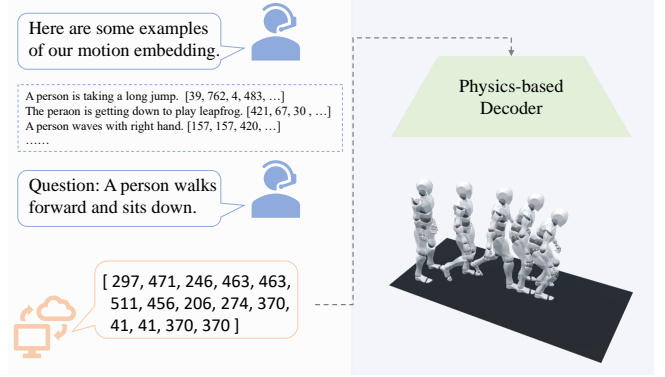 Here are some examples
of our motion embedding.
A person is taking a long jump. [39, 762, 4, 483, ...]
The peraon is getting down to play leapfrog. [421, 67, 30 , ...]
A person waves with right hand. [157, 157, 420, ...]
......
Question: A person walks
forward and sits down.
[ 297, 471, 246, 463, 463,
511, 456, 206, 274, 370,
41, 41, 370, 370 ]
Physics-based
Decoder